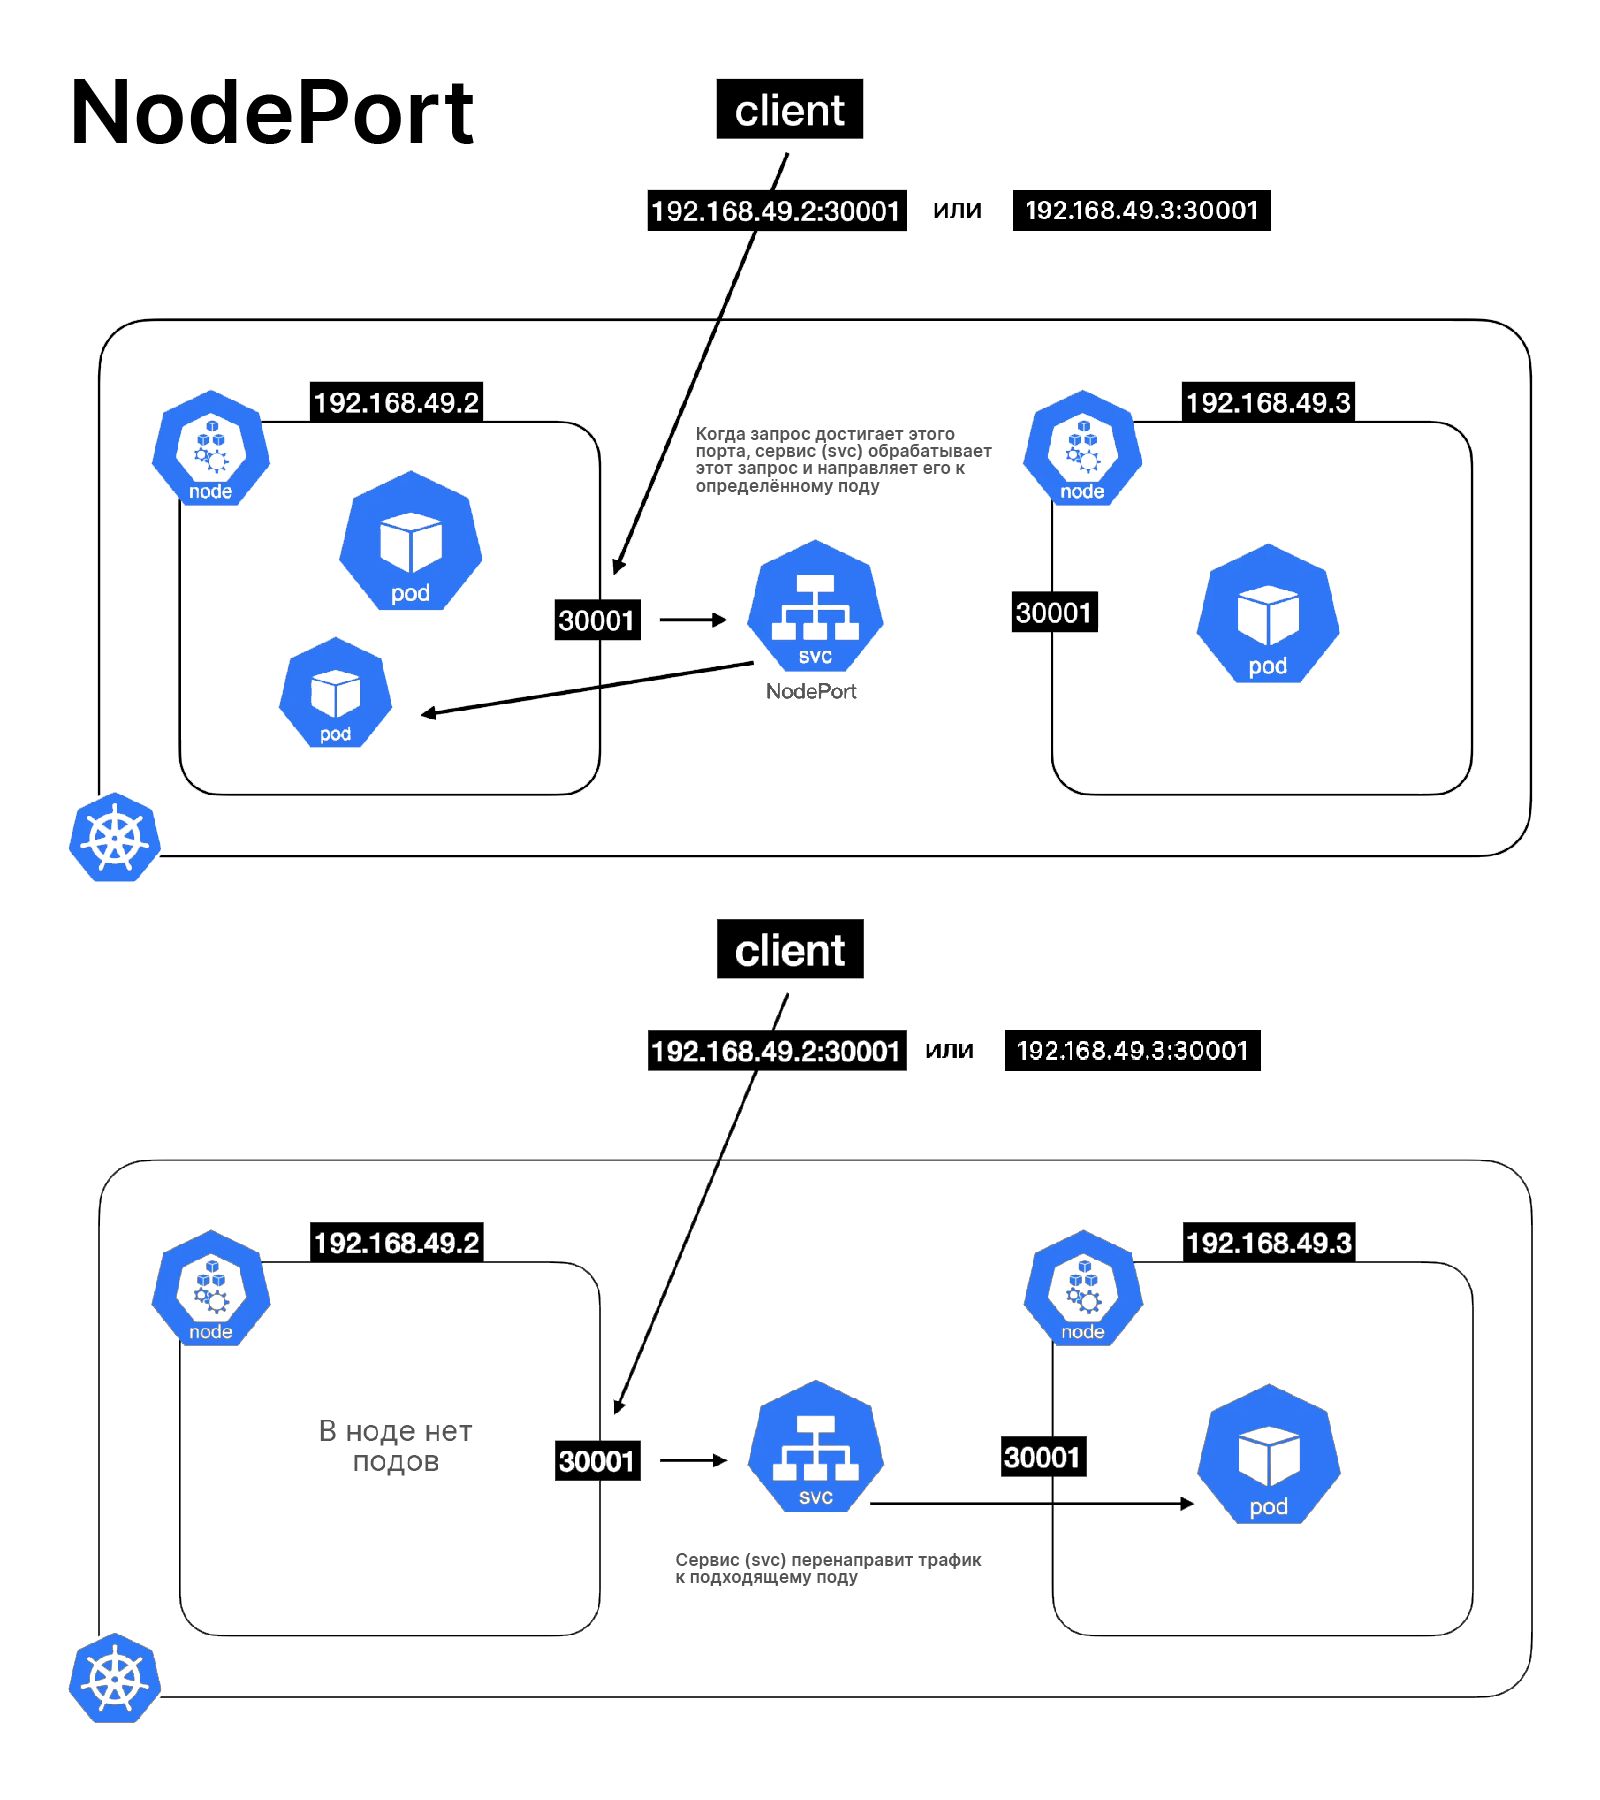 NodePort
client
192.168.49.2:30001 или 192.168.49.3:30001
192.168.49.2
192.168.49.3
node
node
Когда запрос достигает этого
порта, сервис (svc) обрабатывает
этот запрос и направляет его к
определённому поду
pod
30001
svc
NodePort
30001
pod
pod
client
192.168.49.2:30001 или 192.168.49.3:30001
192.168.49.2
192.168.49.3
node
node
В ноде нет
подов
30001
svc
30001
pod
Сервис (svc) перенаправит трафик
к подходящему поду